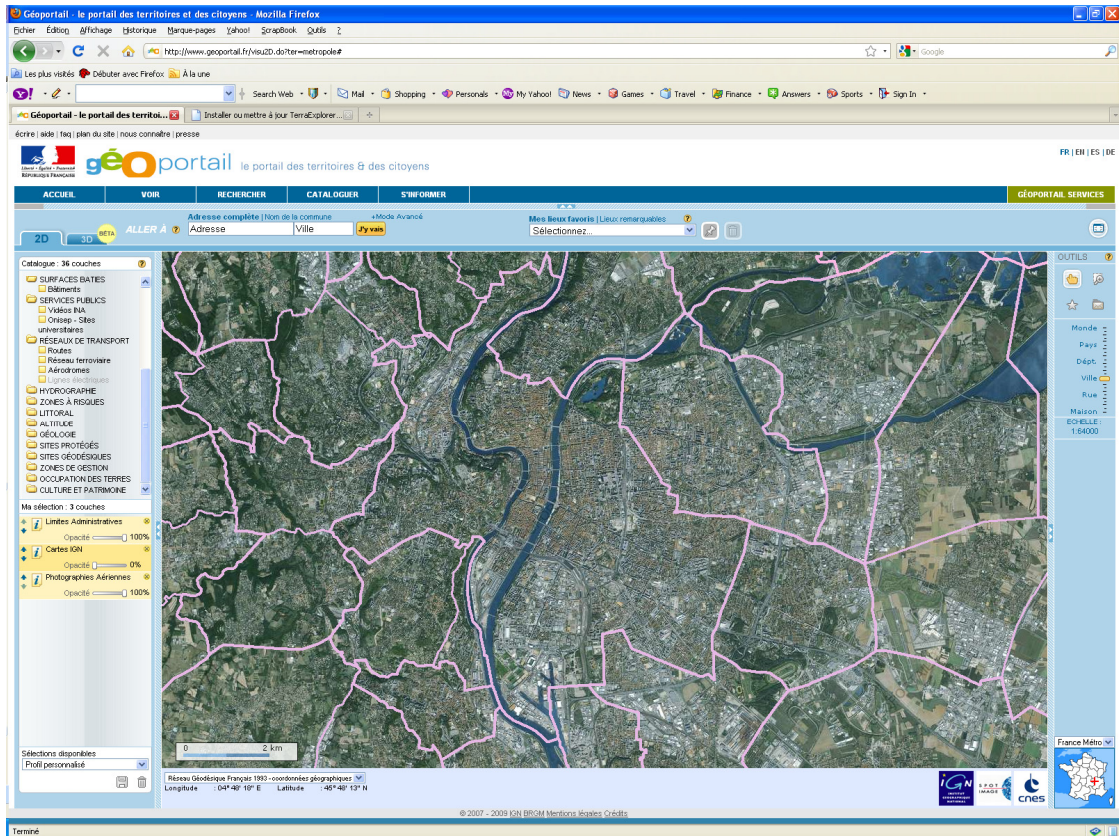 Géoportail - le portail des territoires et des citoyens - Mozilla Firefox
Fichier Édition Affichage Historique Marque-pages Yahoo! ScrapBook Outils ?
http://www.geoportail.fr/visu2D.do?ter=metropole#
Google
Les plus visités Débuter avec Firefox À la une
Search Web Mail Shopping Personals My Yahoo! News Games Travel Finance Answers Sports Sign In
Géoportail - le portail des territoi... Installer ou mettre à jour TerraExplorer...
écrire | aide | faq | plan du site | nous connaître | presse
FR | EN | ES | DE
Liberté • Égalité • Fraternité
RÉPUBLIQUE FRANÇAISE
géoportail le portail des territoires & des citoyens
ACCUEIL VOIR RECHERCHER CATALOGUER S'INFORMER GÉOPORTAIL SERVICES
Adresse complète | Nom de la commune +Mode Avancé Mes lieux favoris | Lieux remarquables ?
2D 3D BÊTA ALLER À ? Adresse Ville J'y vais Sélectionnez...
Catalogue : 36 couches ?
SURFACES BATIES
Bâtiments
SERVICES PUBLICS
Vidéos INA
Onisep - Sites
universitaires
RÉSEAUX DE TRANSPORT
Routes
Réseau ferroviaire
Aérodromes
Lignes électriques
HYDROGRAPHIE
ZONES À RISQUES
LITTORAL
ALTITUDE
GÉOLOGIE
SITES PROTÉGÉS
SITES GÉODÉSIQUES
ZONES DE GESTION
OCCUPATION DES TERRES
CULTURE ET PATRIMOINE
Ma sélection : 3 couches
Limites Administratives
Opacité 100%
Cartes IGN
Opacité 0%
Photographies Aériennes
Opacité 100%
Sélections disponibles
Profil personnalisé
0 2 km
Réseau Géodésique Français 1993 - coordonnées géographiques
Longitude : 04° 48' 18" E Latitude : 45° 48' 13" N
OUTILS ?
Monde
Pays
Dépt.
Ville
Rue
Maison
ECHELLE :
1:64000
France Métro
IGN
INSTITUT
GEOGRAPHIQUE
NATIONAL
SPOT
IMAGE
cnes
© 2007 - 2009 IGN BRGM Mentions légales Crédits
Terminé